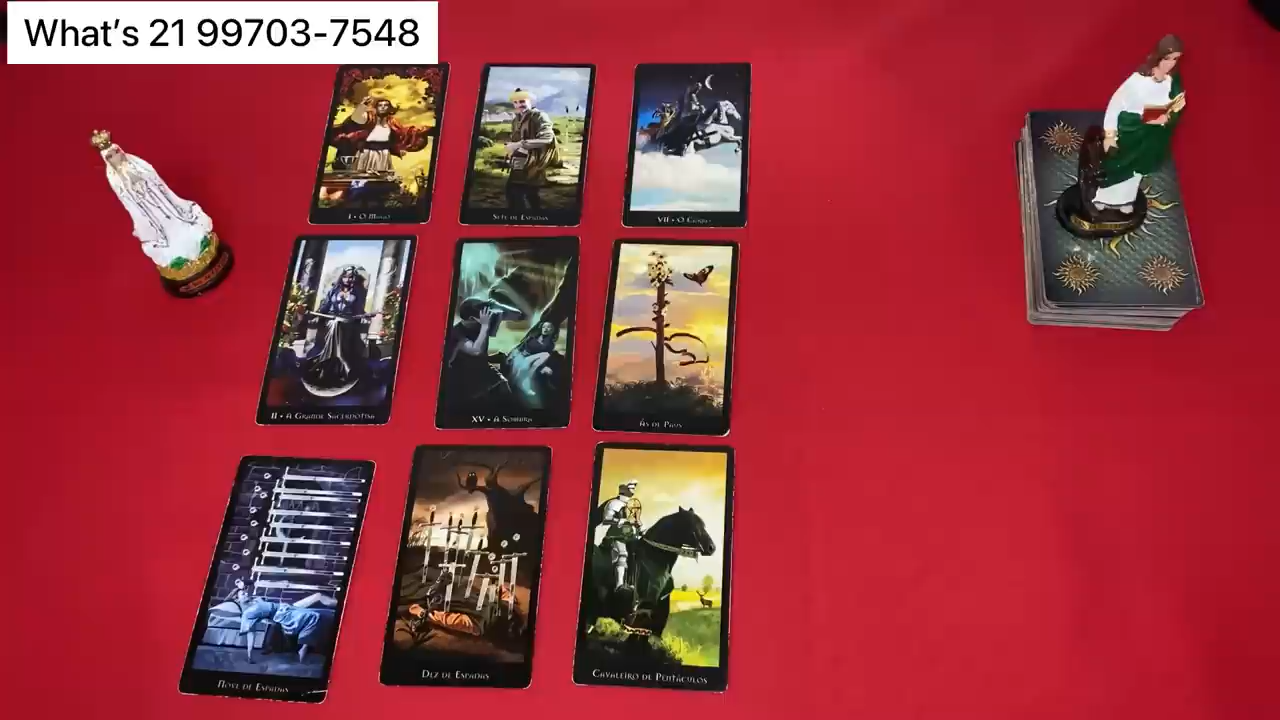 What’s 21 99703-7548
I • O Mago
Sete de Espadas
VII • O Carro
II • A Grande Sacerdotisa
XV • A Sombra
Ás de Paus
Nove de Espadas
Dez de Espadas
Cavaleiro de Pentáculos